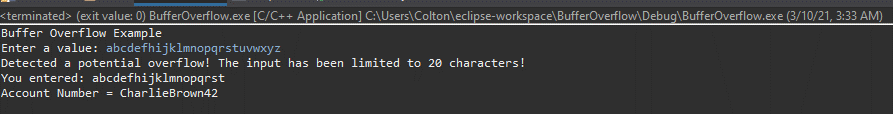 <terminated> (exit value: 0) BufferOverflow.exe [C/C++ Application] C:\Users\Colton\eclipse-workspace\BufferOverflow\Debug\BufferOverflow.exe (3/10/21, 3:33 AM)
Buffer Overflow Example
Enter a value: abcdefhijklmnopqrstuvwxyz
Detected a potential overflow! The input has been limited to 20 characters!
You entered: abcdefhijklmnopqrst
Account Number = CharlieBrown42